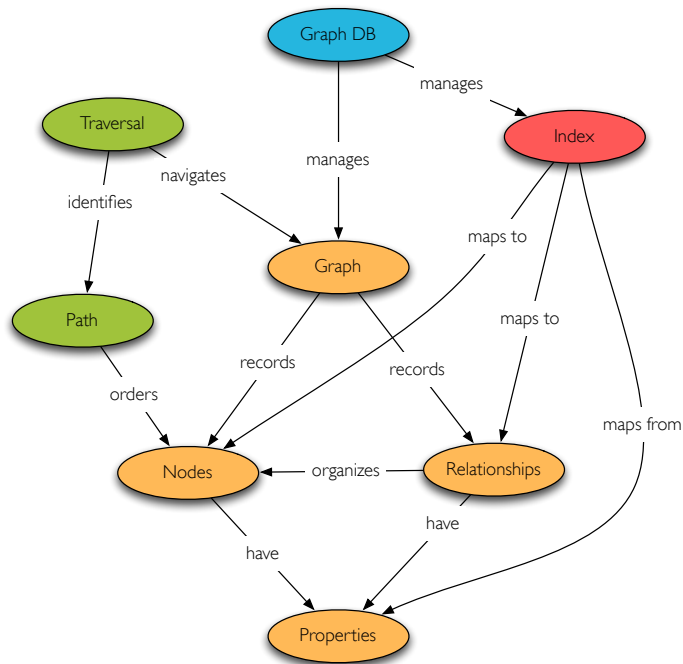 Graph DB
manages
Traversal
Index
manages
navigates
identifies
maps to
Graph
Path
maps to
records
records
orders
maps from
Nodes
organizes
Relationships
have
have
Properties